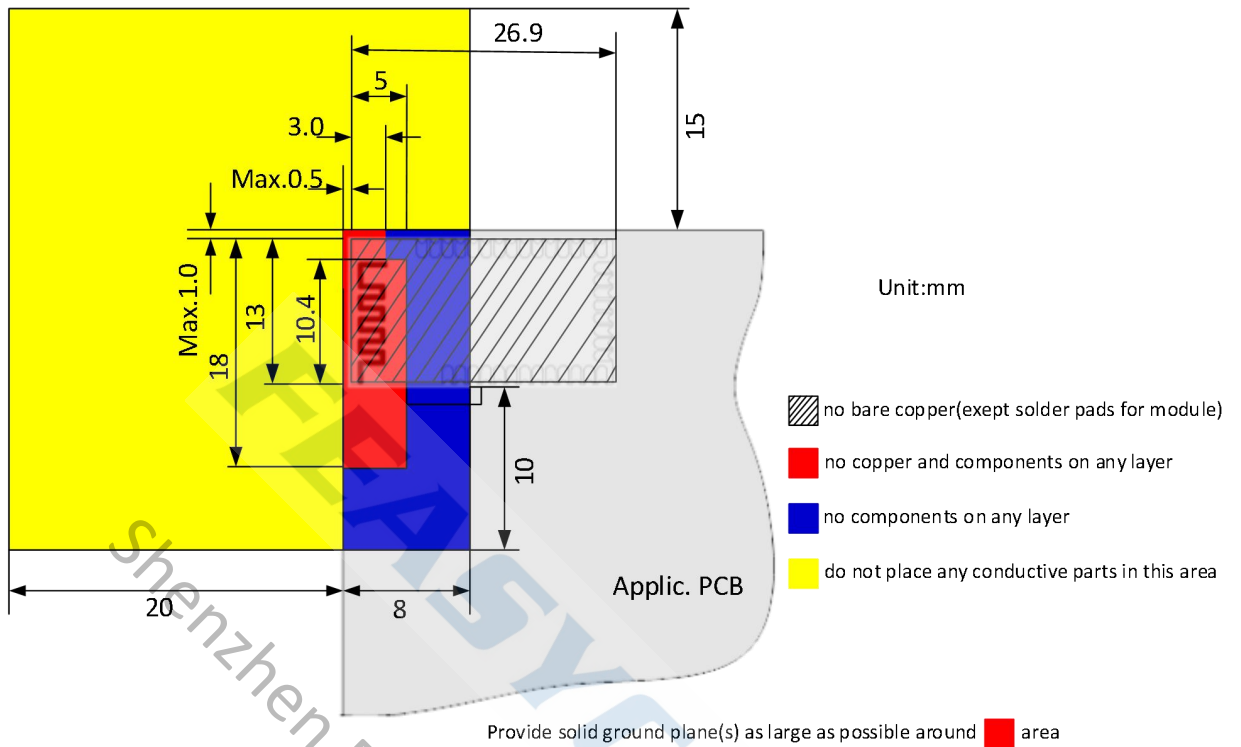 26.9
5
3.0
15
Max.0.5
Max.1.0
18
13
10.4
Unit:mm
no bare copper(exept solder pads for module)
no copper and components on any layer
10
no components on any layer
do not place any conductive parts in this area
Applic. PCB
20
8
FEASYC
Shenzhen
Provide solid ground plane(s) as large as possible around area